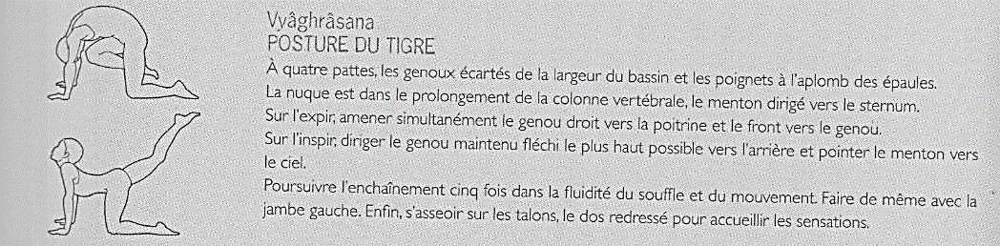 Vyâghrâsana
POSTURE DU TIGRE
À quatre pattes, les genoux écartés de la largeur du bassin et les poignets à l'aplomb des épaules.
La nuque est dans le prolongement de la colonne vertébrale, le menton dirigé vers le sternum.
Sur l'expir, amener simultanément le genou droit vers la poitrine et le front vers le genou.
Sur l'inspir, diriger le genou maintenu fléchi le plus haut possible vers l'arrière et pointer le menton vers
le ciel.
Poursuivre l'enchaînement cinq fois dans la fluidité du souffle et du mouvement. Faire de même avec la
jambe gauche. Enfin, s'asseoir sur les talons, le dos redressé pour accueillir les sensations.